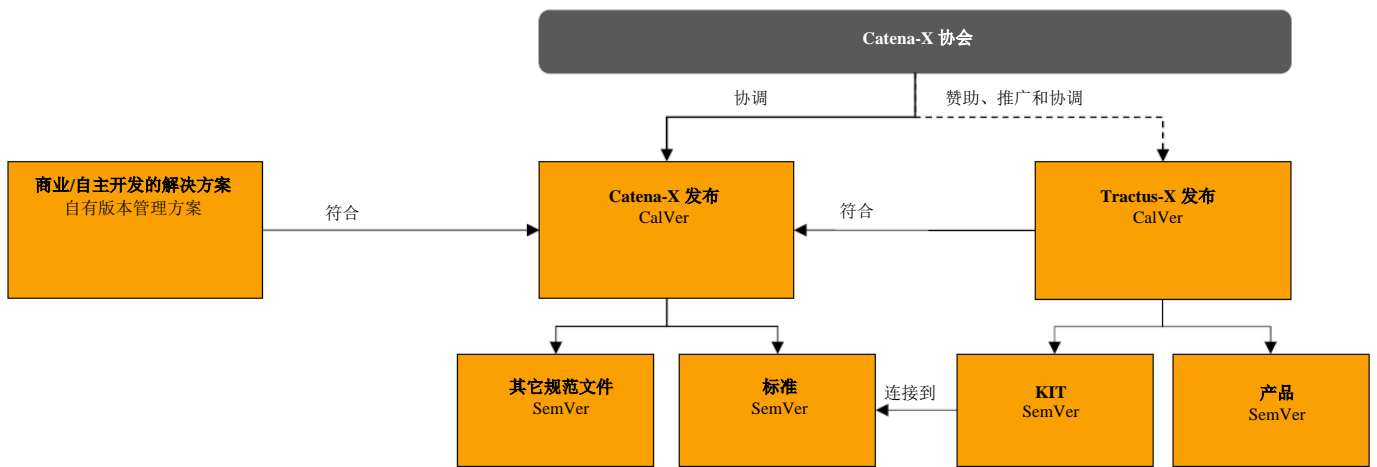 Catena-X 协会
协调
赞助、推广和协调
商业/自主开发的解决方案
自有版本管理方案
符合
Catena-X 发布
CalVer
符合
Tractus-X 发布
CalVer
其它规范文件
SemVer
标准
SemVer
连接到
KIT
SemVer
产品
SemVer